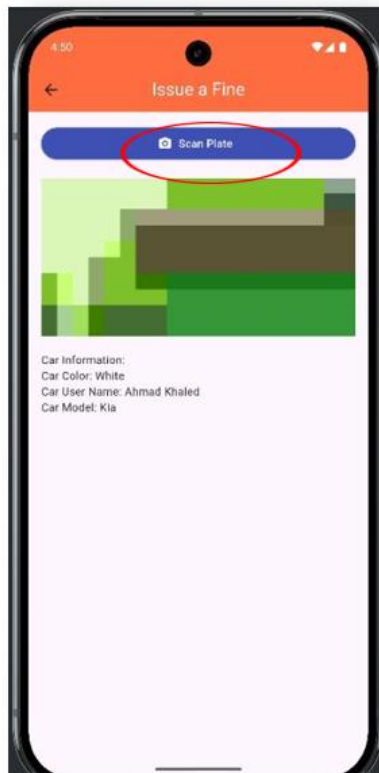 4:50
Issue a Fine
Scan Plate
Car Information:
Car Color: White
Car User Name: Ahmad Khaled
Car Model: Kia